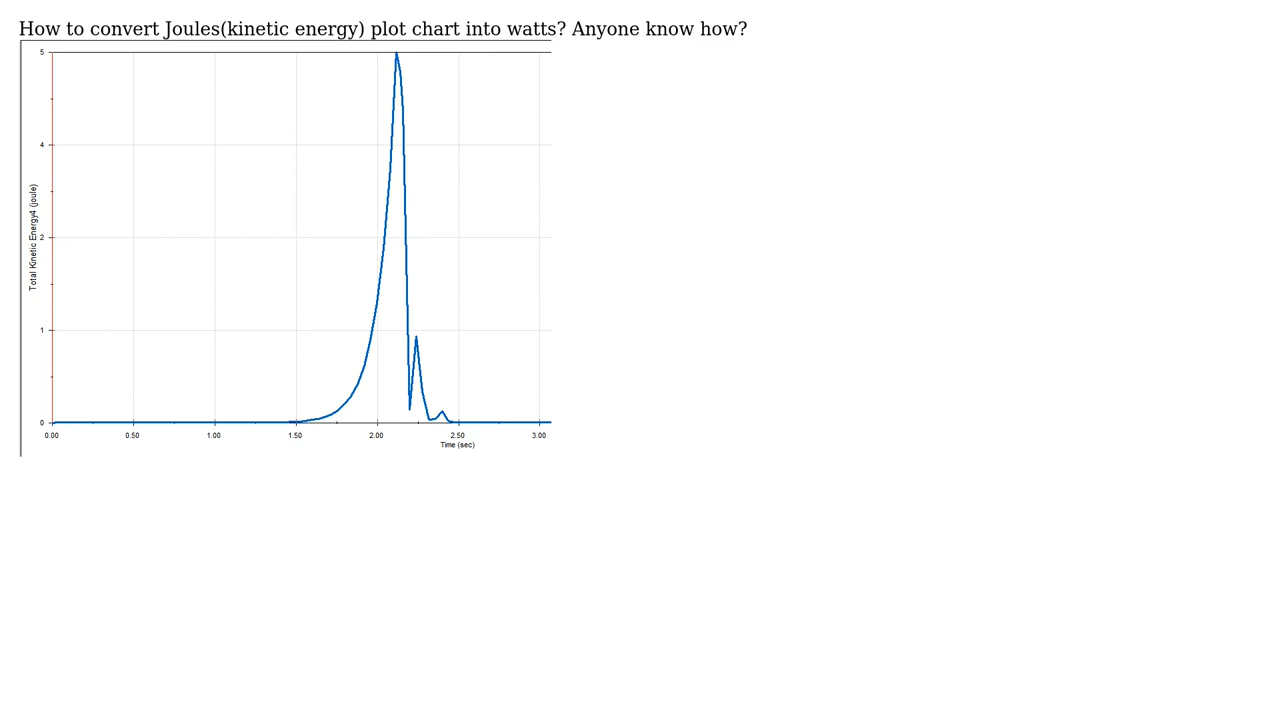 How to convert Joules(kinetic energy) plot chart into watts? Anyone know how?
5
4
2
1
0
Total Kinetic Energy4 (joule)
0.00 0.50 1.00 1.50 2.00 2.50 3.00
Time (sec)